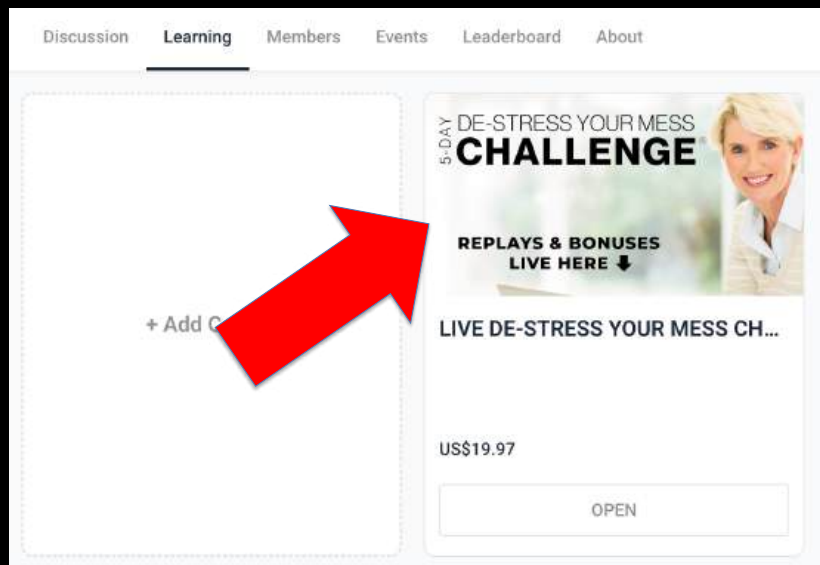 Discussion Learning Members Events Leaderboard About
5-DAY
DE-STRESS YOUR MESS
CHALLENGE
REPLAYS & BONUSES
LIVE HERE
+ Add
LIVE DE-STRESS YOUR MESS CH...
US$19.97
OPEN